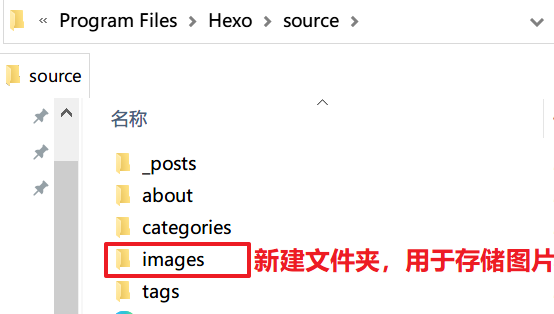 « Program Files > Hexo > source >
source
名称
_posts
about
categories
images 新建文件夹，用于存储图片
tags